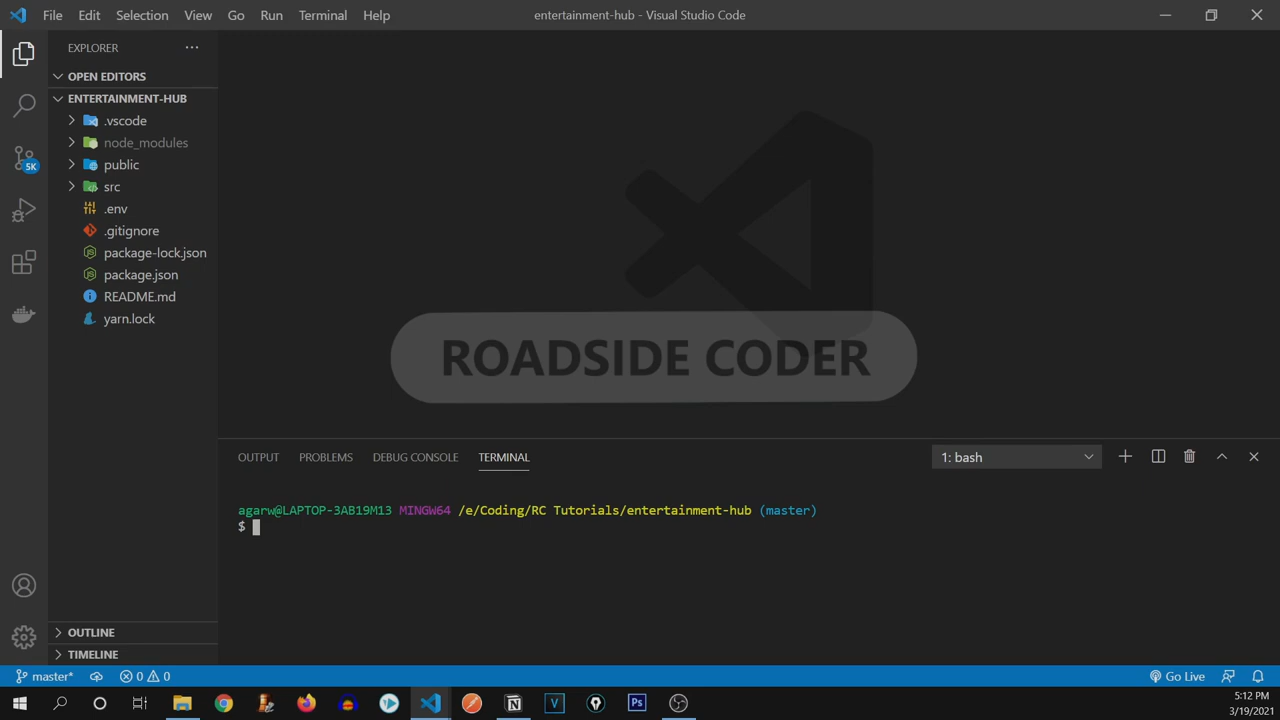 File Edit Selection View Go Run Terminal Help
entertainment-hub - Visual Studio Code
EXPLORER
OPEN EDITORS
ENTERTAINMENT-HUB
.vscode
node_modules
public
src
.env
.gitignore
package-lock.json
package.json
README.md
yarn.lock
5K
ROADSIDE CODER
OUTPUT PROBLEMS DEBUG CONSOLE TERMINAL
1: bash
agarw@LAPTOP-3AB19M13 MINGW64 /e/Coding/RC Tutorials/entertainment-hub (master)
$
OUTLINE
TIMELINE
master* 0 0
Go Live
Ps
5:12 PM
3/19/2021